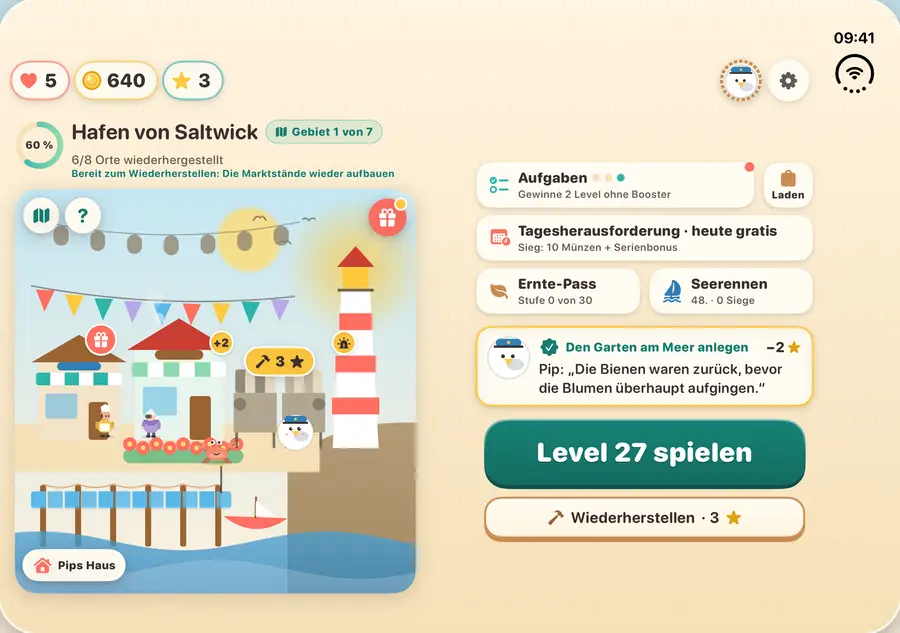 09:41
5
640
3
60 %
Hafen von Saltwick
Gebiet 1 von 7
6/8 Orte wiederhergestellt
Bereit zum Wiederherstellen: Die Marktstände wieder aufbauen
?
+2
3
Pips Haus
Aufgaben
Gewinne 2 Level ohne Booster
Laden
Tagesherausforderung · heute gratis
Sieg: 10 Münzen + Serienbonus
Ernte-Pass
Stufe 0 von 30
Seerennen
48. · 0 Siege
Den Garten am Meer anlegen
−2
Pip: „Die Bienen waren zurück, bevor
die Blumen überhaupt aufgingen.“
Level 27 spielen
Wiederherstellen · 3